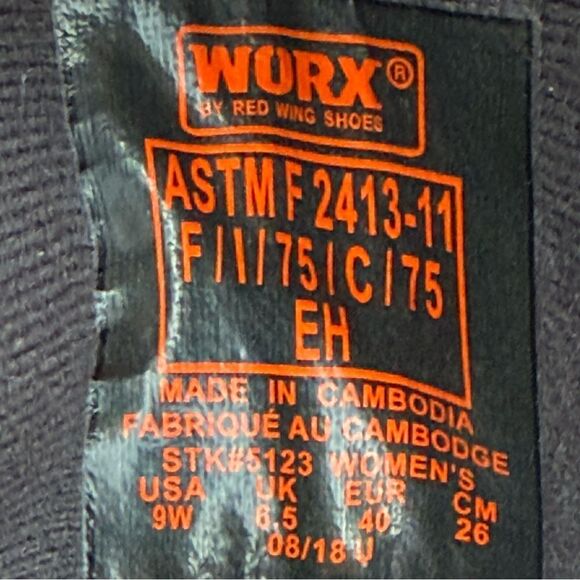 WORX®
BY RED WING SHOES
ASTM F 2413-11
F/I/75/C/75
EH
MADE IN CAMBODIA
FABRIQUÉ AU CAMBODGE
STK#5123 WOMEN'S
USA UK EUR CM
9W 6.5 40 26
08/18 U